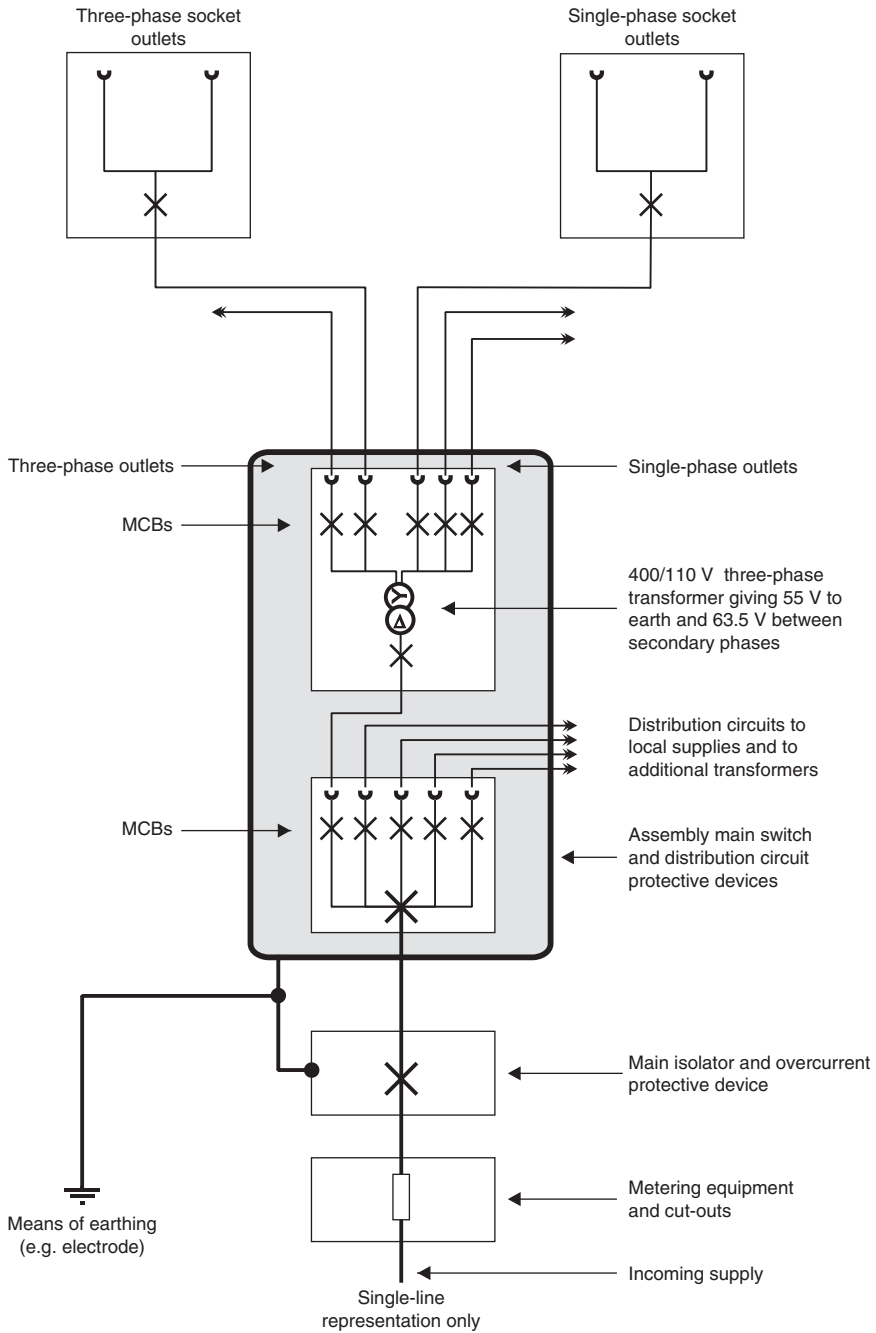 Three-phase socket
outlets
Single-phase socket
outlets
Three-phase outlets
Single-phase outlets
MCBs
400/110 V three-phase
transformer giving 55 V to
earth and 63.5 V between
secondary phases
Distribution circuits to
local supplies and to
additional transformers
MCBs
Assembly main switch
and distribution circuit
protective devices
Main isolator and overcurrent
protective device
Metering equipment
and cut-outs
Means of earthing
(e.g. electrode)
Incoming supply
Single-line
representation only